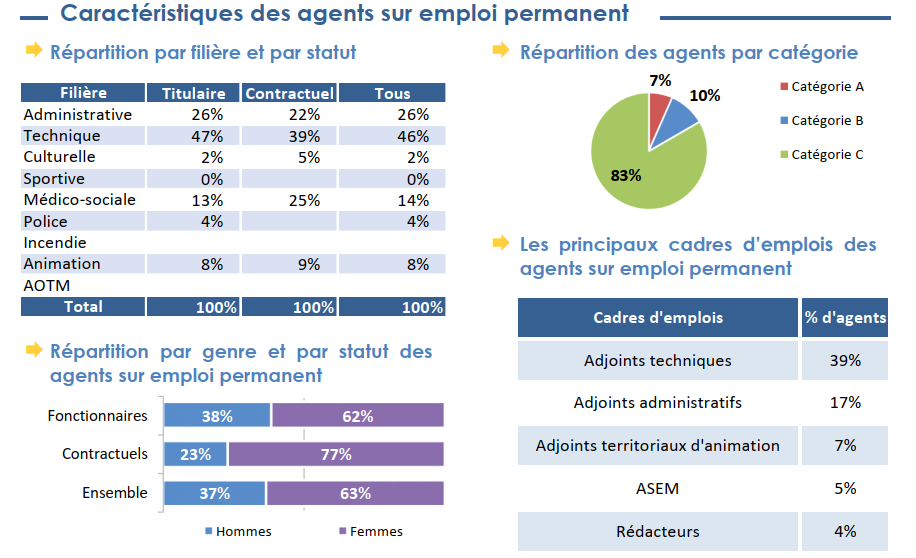 Caractéristiques des agents sur emploi permanent
Répartition par filière et par statut
Filière Titulaire Contractuel Tous
Administrative 26% 22% 26%
Technique 47% 39% 46%
Culturelle 2% 5% 2%
Sportive 0% 0%
Médico-sociale 13% 25% 14%
Police 4% 4%
Incendie
Animation 8% 9% 8%
AOTM
Total 100% 100% 100%
Répartition par genre et par statut des
agents sur emploi permanent
Fonctionnaires 38% 62%
Contractuels 23% 77%
Ensemble 37% 63%
Hommes Femmes
Répartition des agents par catégorie
7%
10%
83%
Catégorie A
Catégorie B
Catégorie C
Les principaux cadres d'emplois des
agents sur emploi permanent
Cadres d'emplois % d'agents
Adjoints techniques 39%
Adjoints administratifs 17%
Adjoints territoriaux d'animation 7%
ASEM 5%
Rédacteurs 4%